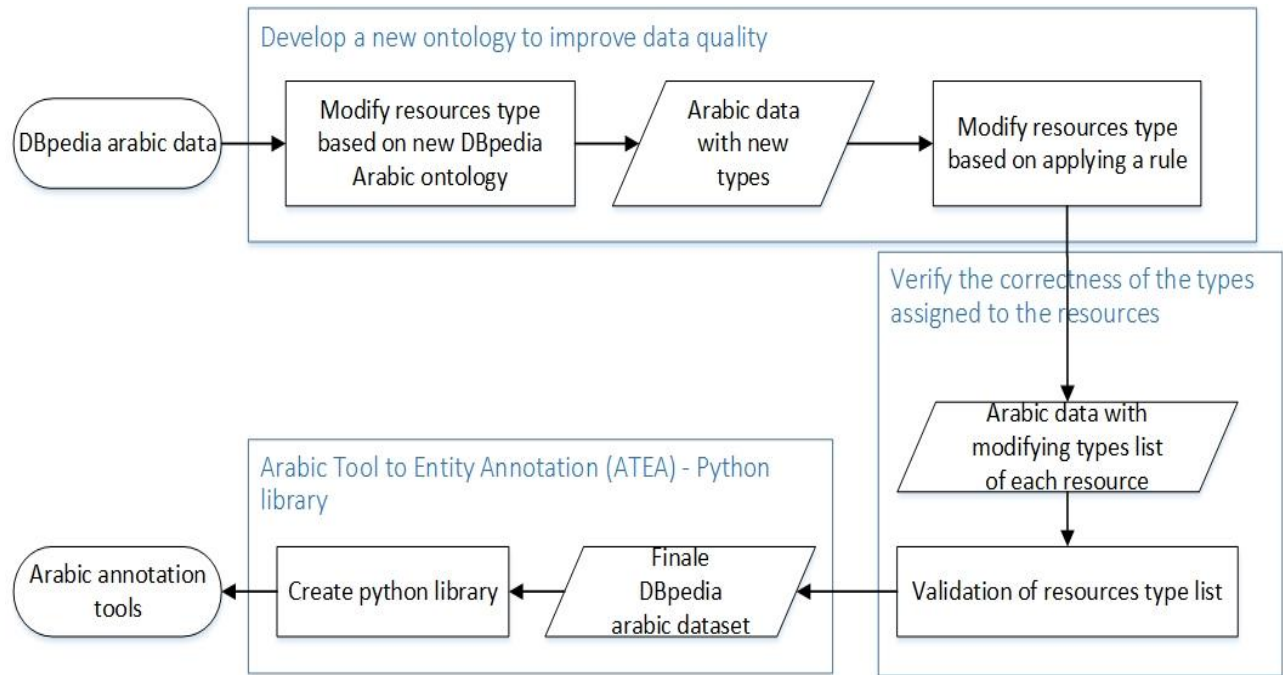 Develop a new ontology to improve data quality
DBpedia arabic data
Modify resources type
based on new DBpedia
Arabic ontology
Arabic data
with new
types
Modify resources type
based on applying a rule
Verify the correctness of the types
assigned to the resources
Arabic data with
modifying types list
of each resource
Validation of resources type list
Arabic Tool to Entity Annotation (ATEA) - Python
library
Finale
DBpedia
arabic dataset
Create python library
Arabic annotation
tools